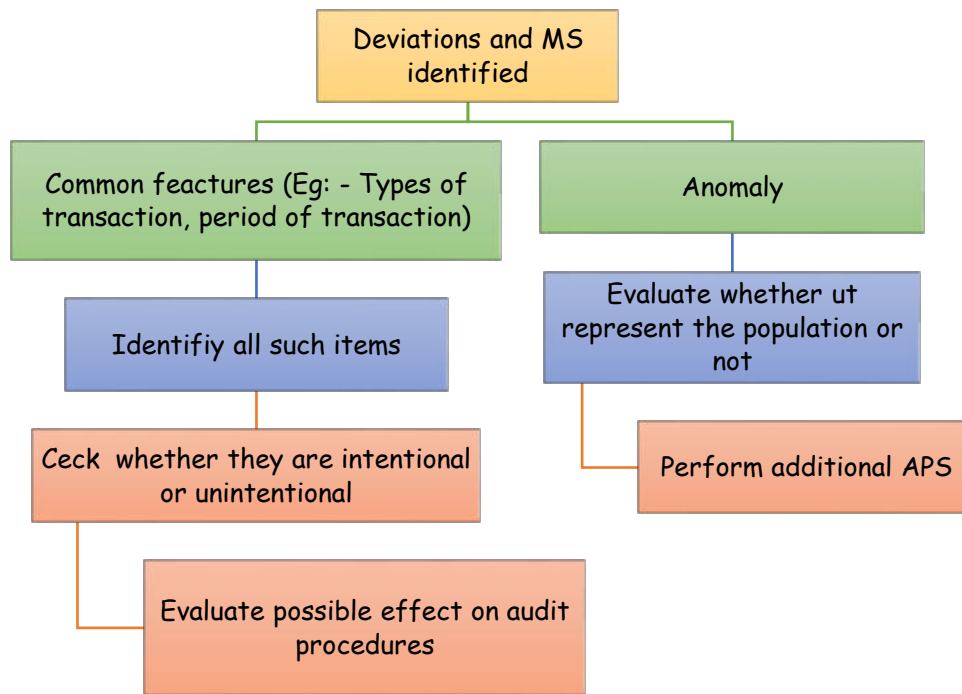 Deviations and MS
identified
Common feactures (Eg: - Types of
transaction, period of transaction)
Anomaly
Identifiy all such items
Evaluate whether ut
represent the population or
not
Ceck whether they are intentional
or unintentional
Perform additional APS
Evaluate possible effect on audit
procedures